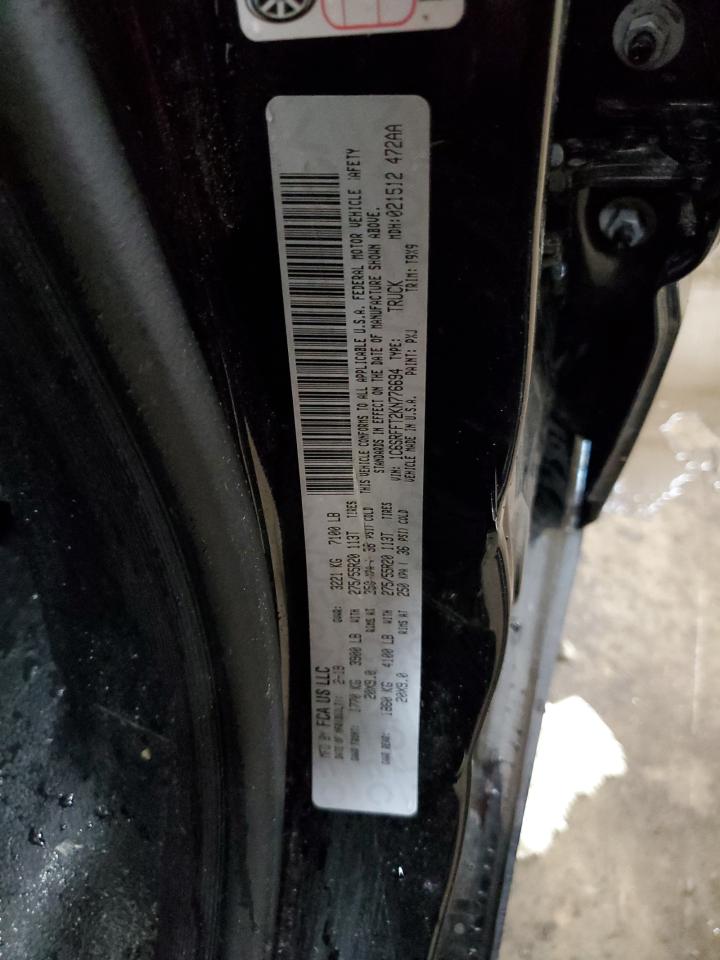 MFD BY: FCA US LLC
DATE OF MANUFACTURE: 2-19
GVWR: 3221 KG 7100 LB
GAWR FRONT: 1770 KG 3900 LB WITH 275/55R20 113T TIRES
20X9.0 RIMS AT 250 KPA / 36 PSI/ COLD
GAWR REAR: 1860 KG 4100 LB WITH 275/55R20 113T TIRES
20X9.0 RIMS AT 250 KPA / 36 PSI/ COLD
THIS VEHICLE CONFORMS TO ALL APPLICABLE U.S.A. FEDERAL MOTOR VEHICLE SAFETY
STANDARDS IN EFFECT ON THE DATE OF MANUFACTURE SHOWN ABOVE.
VIN: 1C6SRFFT2KN776694 TYPE: TRUCK MDH:021512 472AA
VEHICLE MADE IN U.S.A. PAINT: PXJ TRIM: T9X9